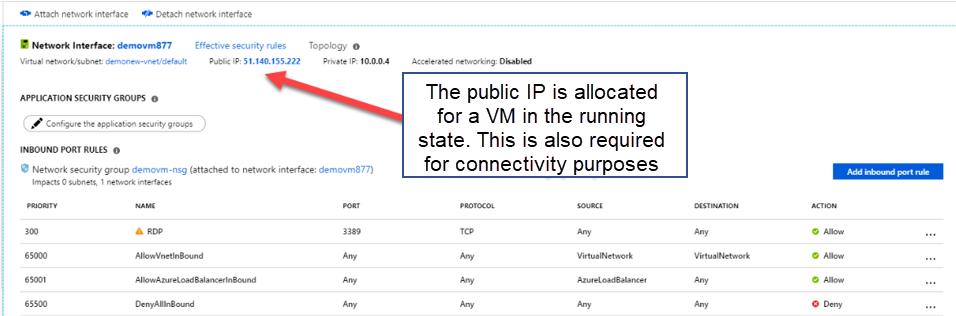 Attach network interface Detach network interface
Network Interface: demovm877 Effective security rules Topology
Virtual network/subnet: demonew-vnet/default Public IP: 51.140.155.222 Private IP: 10.0.0.4 Accelerated networking: Disabled
The public IP is allocated
for a VM in the running
state. This is also required
for connectivity purposes
APPLICATION SECURITY GROUPS
Configure the application security groups
INBOUND PORT RULES
Network security group demovm-nsg (attached to network interface: demovm877)
Impacts 0 subnets, 1 network interfaces
Add inbound port rule
PRIORITY NAME PORT PROTOCOL SOURCE DESTINATION ACTION
300 RDP 3389 TCP Any Any Allow ...
65000 AllowVnetInBound Any Any VirtualNetwork VirtualNetwork Allow ...
65001 AllowAzureLoadBalancerInBound Any Any AzureLoadBalancer Any Allow ...
65500 DenyAllInBound Any Any Any Any Deny ...